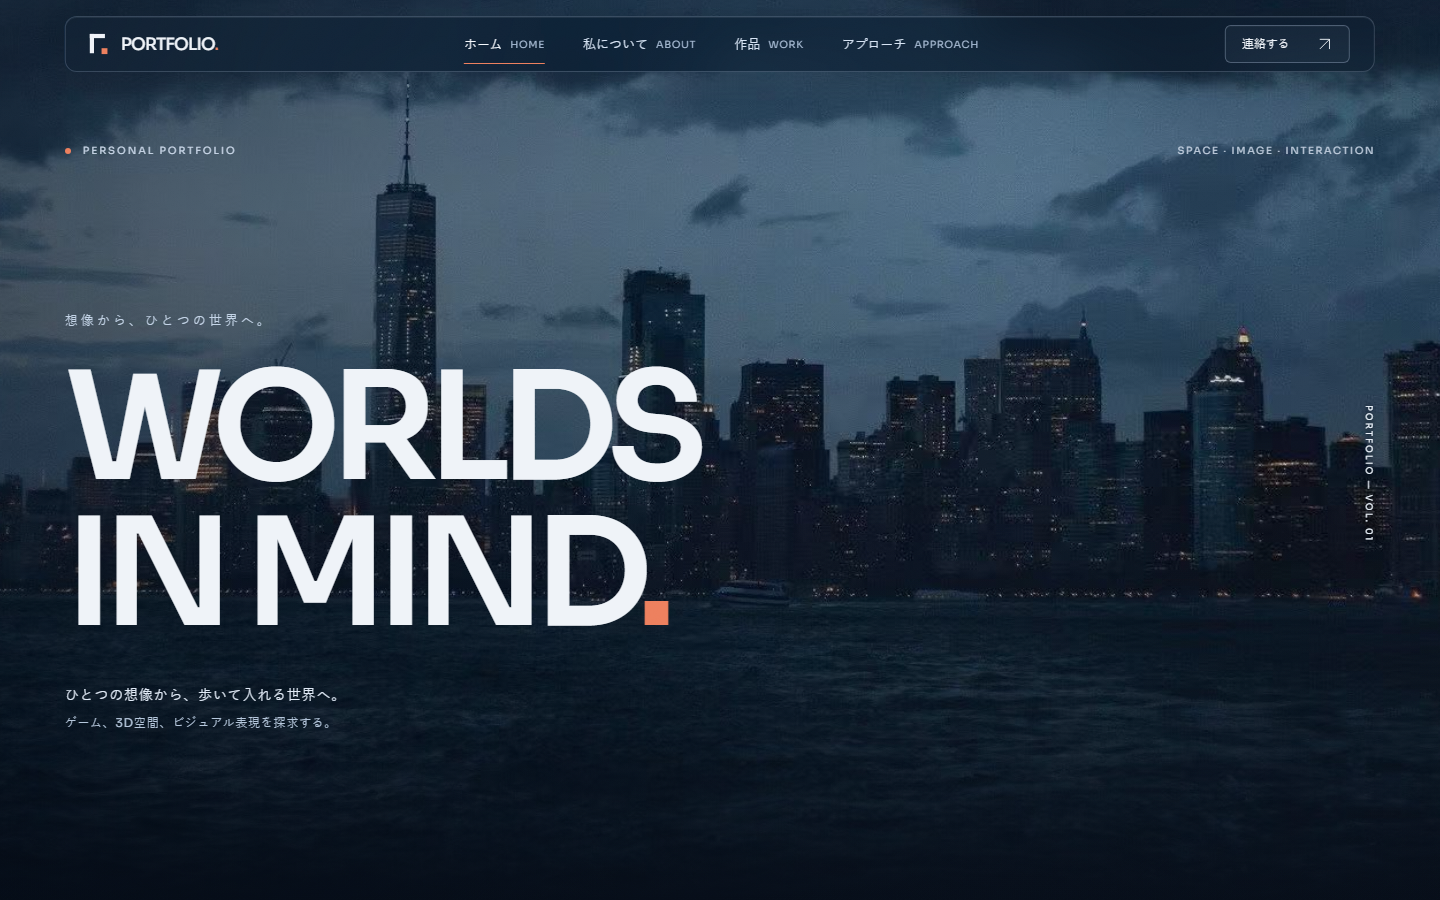 PORTFOLIO.
ホーム HOME
私について ABOUT
作品 WORK
アプローチ APPROACH
連絡する
PERSONAL PORTFOLIO
SPACE · IMAGE · INTERACTION
想像から、ひとつの世界へ。
WORLDS
IN MIND.
PORTFOLIO — VOL. 01
ひとつの想像から、歩いて入れる世界へ。
ゲーム、3D空間、ビジュアル表現を探求する。